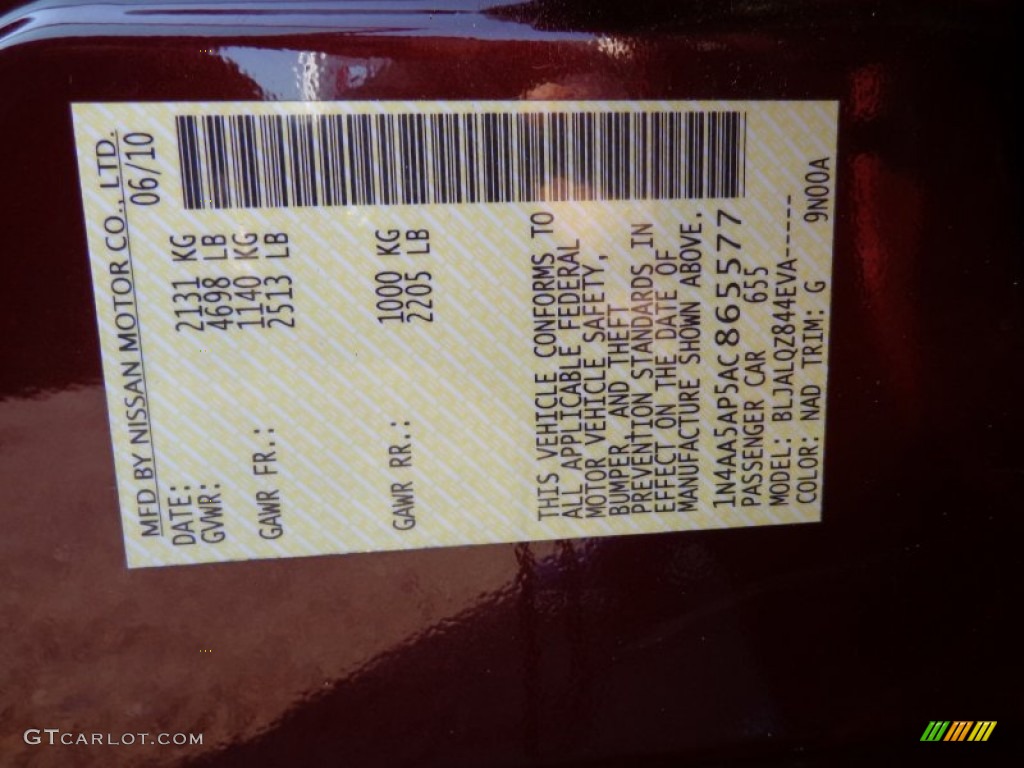 MFD BY NISSAN MOTOR CO., LTD.
DATE: 06/10
GVWR: 2131 KG
4698 LB
GAWR FR.: 1140 KG
2513 LB
GAWR RR.: 1000 KG
2205 LB
THIS VEHICLE CONFORMS TO
ALL APPLICABLE FEDERAL
MOTOR VEHICLE SAFETY,
BUMPER, AND THEFT
PREVENTION STANDARDS IN
EFFECT ON THE DATE OF
MANUFACTURE SHOWN ABOVE.
1N4AA5AP5AC865577
PASSENGER CAR 655
MODEL: BLJALQZ844EVA-----
COLOR: NAD TRIM: G 9N00A
GTCARLOT.COM